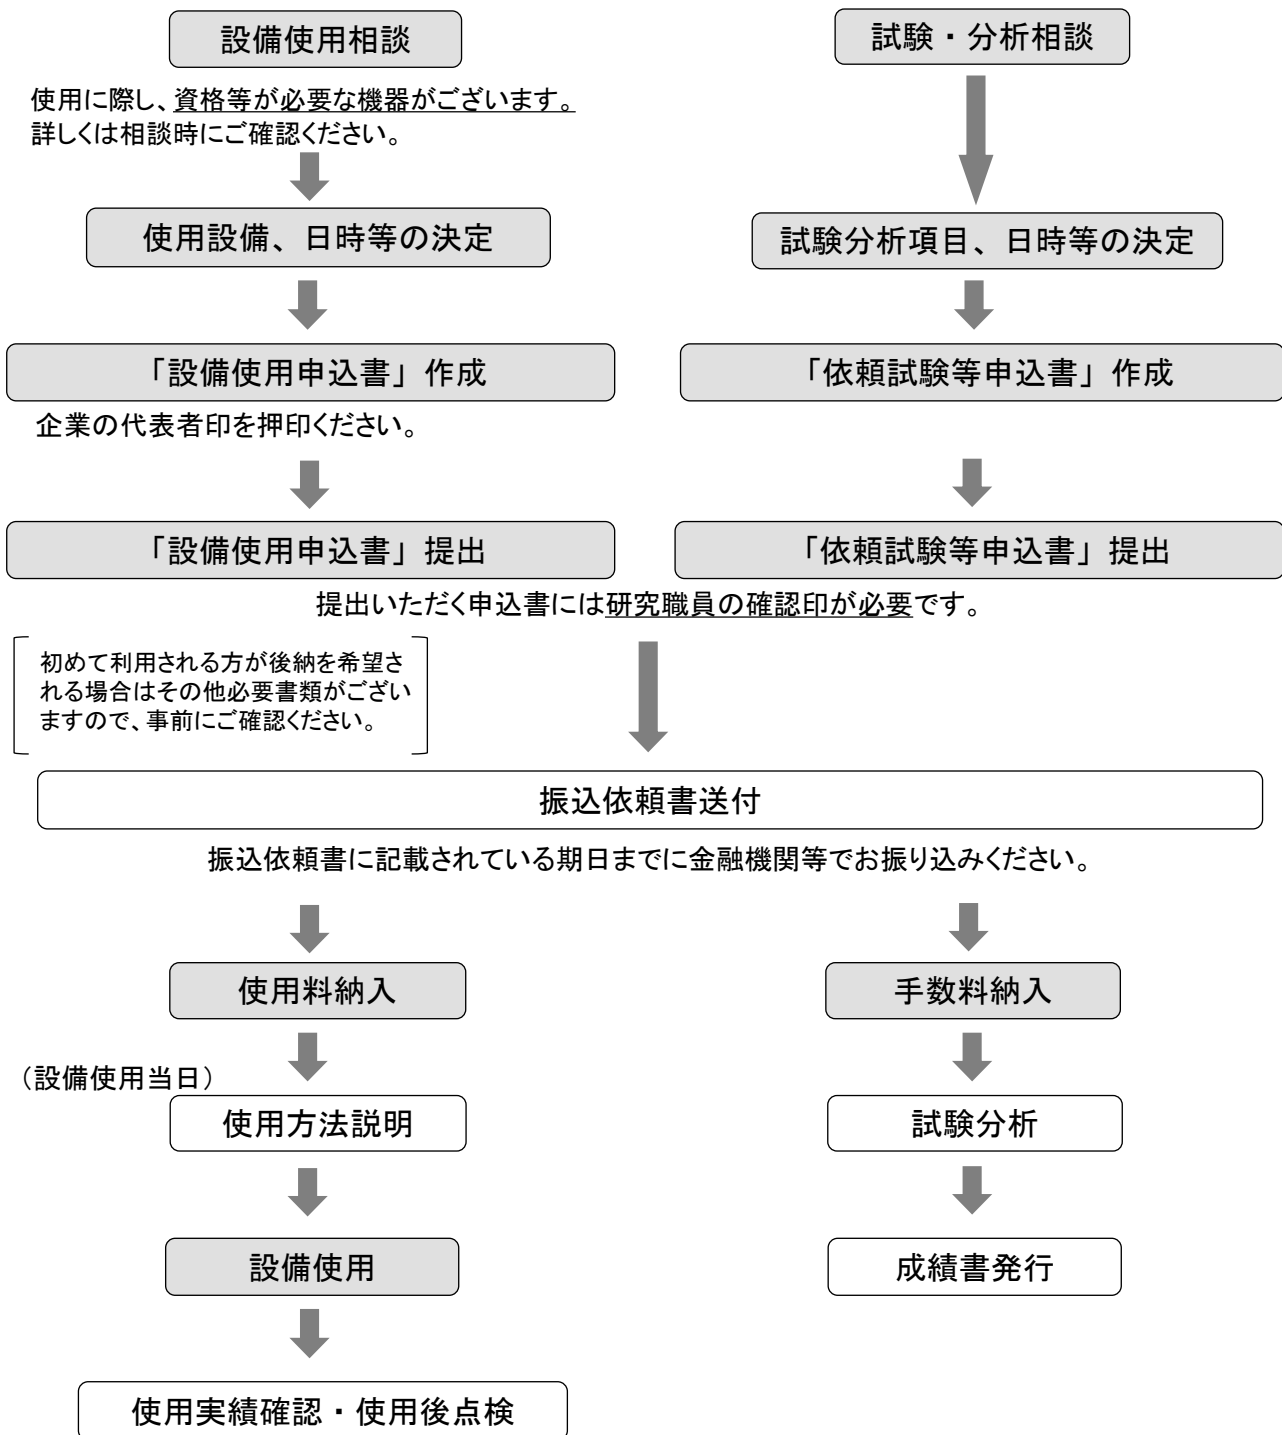 設備使用相談
試験・分析相談
使用に際し、資格等が必要な機器がございます。
詳しくは相談時にご確認ください。
使用設備、日時等の決定
試験分析項目、日時等の決定
「設備使用申込書」作成
「依頼試験等申込書」作成
企業の代表者印を押印ください。
「設備使用申込書」提出
「依頼試験等申込書」提出
提出いただく申込書には研究職員の確認印が必要です。
初めて利用される方が後納を希望さ
れる場合はその他必要書類がござい
ますので、事前にご確認ください。
振込依頼書送付
振込依頼書に記載されている期日までに金融機関等でお振り込みください。
使用料納入
手数料納入
（設備使用当日）
使用方法説明
試験分析
設備使用
成績書発行
使用実績確認・使用後点検